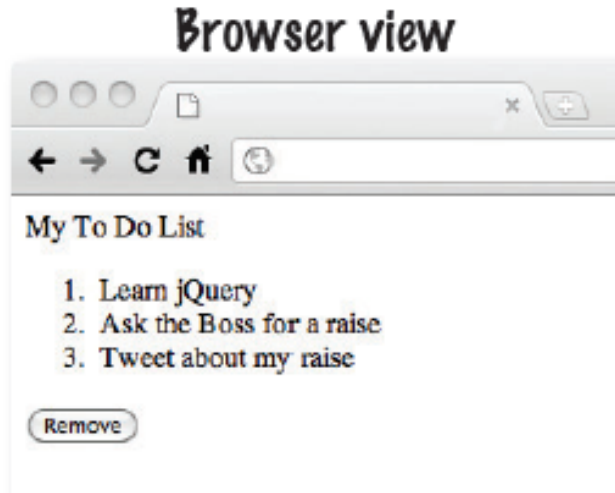 Browser view
My To Do List
1. Learn jQuery
2. Ask the Boss for a raise
3. Tweet about my raise
Remove